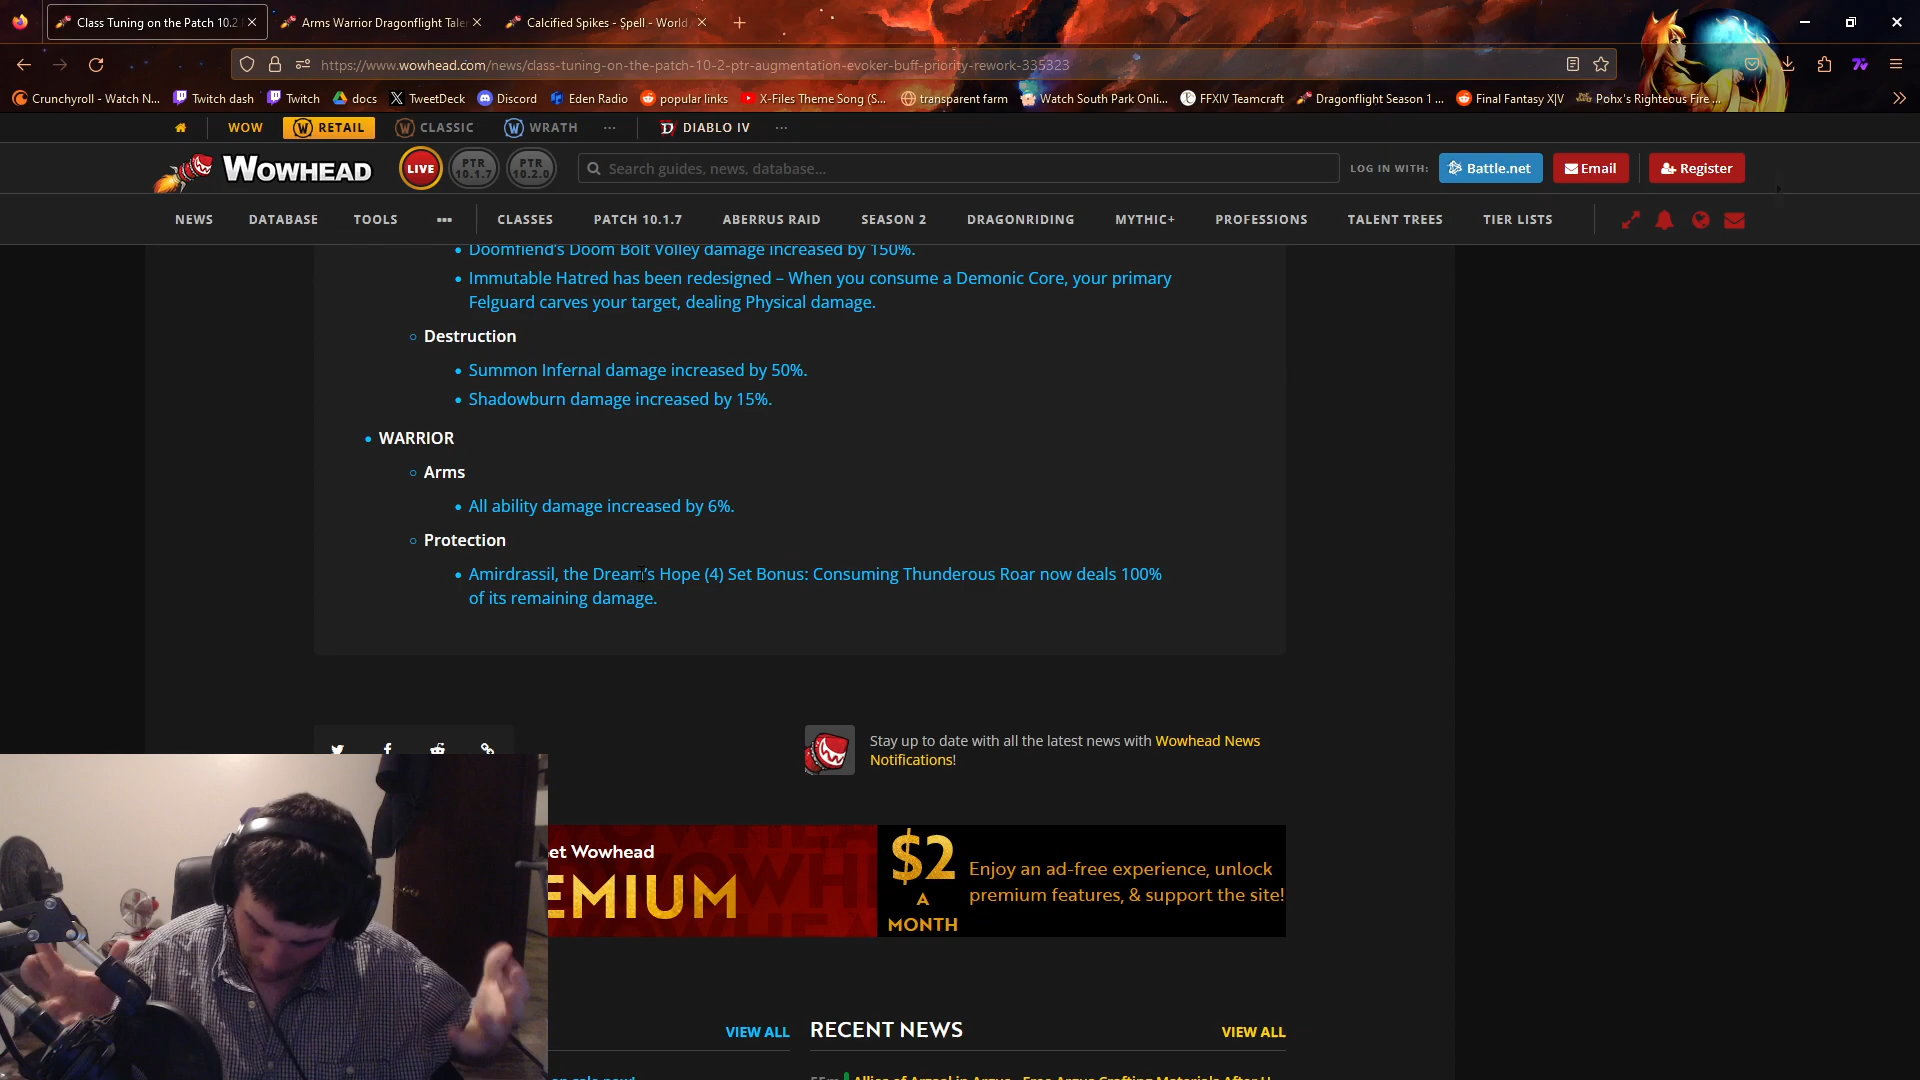 Class Tuning on the Patch 10.2
Arms Warrior Dragonflight Tale
Calcified Spikes - Spell - World
https://www.wowhead.com/news/class-tuning-on-the-patch-10-2-ptr-augmentation-evoker-buff-priority-rework-335323
Crunchyroll - Watch N...
Twitch dash
Twitch
docs
TweetDeck
Discord
Eden Radio
popular links
X-Files Theme Song (S...
transparent farm
Watch South Park Onli...
FFXIV Teamcraft
Dragonflight Season 1 ...
Final Fantasy X|V
Pohx's Righteous Fire ...
WOW
RETAIL
CLASSIC
WRATH
...
DIABLO IV
...
WOWHEAD
LIVE
PTR
10.1.7
PTR
10.2.0
Search guides, news, database...
LOG IN WITH:
Battle.net
Email
Register
NEWS
DATABASE
TOOLS
CLASSES
PATCH 10.1.7
ABERRUS RAID
SEASON 2
DRAGONRIDING
MYTHIC+
PROFESSIONS
TALENT TREES
TIER LISTS
Doomfiend's Doom Bolt Volley damage increased by 150%.
Immutable Hatred has been redesigned – When you consume a Demonic Core, your primary
Felguard carves your target, dealing Physical damage.
Destruction
Summon Infernal damage increased by 50%.
Shadowburn damage increased by 15%.
WARRIOR
Arms
All ability damage increased by 6%.
Protection
Amirdrassil, the Dream's Hope (4) Set Bonus: Consuming Thunderous Roar now deals 100%
of its remaining damage.
Stay up to date with all the latest news with Wowhead News
Notifications!
et Wowhead
EMIUM
$2
A
MONTH
Enjoy an ad-free experience, unlock
premium features, & support the site!
VIEW ALL
RECENT NEWS
VIEW ALL